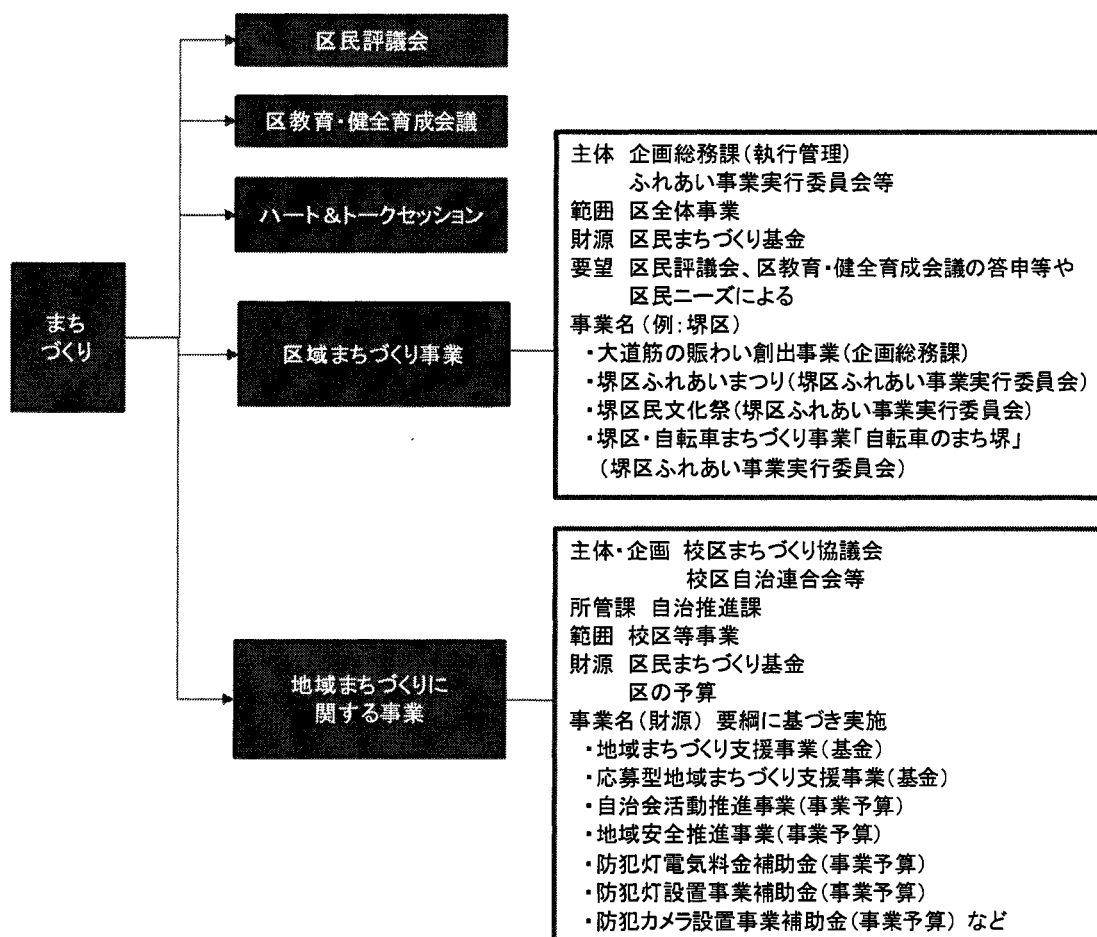 区民評議会
区教育・健全育成会議
ハート&トークセッション
まち
づくり
区域まちづくり事業
主体 企画総務課(執行管理)
ふれあい事業実行委員会等
範囲 区全体事業
財源 区民まちづくり基金
要望 区民評議会、区教育・健全育成会議の答申等や
区民ニーズによる
事業名(例:堺区)
・大道筋の賑わい創出事業(企画総務課)
・堺区ふれあいまつり(堺区ふれあい事業実行委員会)
・堺区民文化祭(堺区ふれあい事業実行委員会)
・堺区・自転車まちづくり事業「自転車のまち堺」
(堺区ふれあい事業実行委員会)
地域まちづくりに
関する事業
主体・企画 校区まちづくり協議会
校区自治連合会等
所管課 自治推進課
範囲 校区等事業
財源 区民まちづくり基金
区の予算
事業名(財源) 要綱に基づき実施
・地域まちづくり支援事業(基金)
・応募型地域まちづくり支援事業(基金)
・自治会活動推進事業(事業予算)
・地域安全推進事業(事業予算)
・防犯灯電気料金補助金(事業予算)
・防犯灯設置事業補助金(事業予算)
・防犯カメラ設置事業補助金(事業予算) など